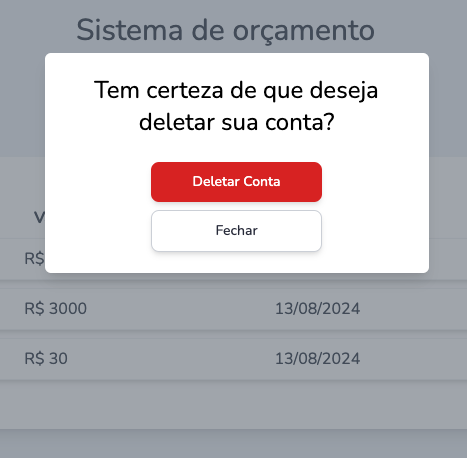 Sistema de orçamento
Tem certeza de que deseja
deletar sua conta?
Deletar Conta
Fechar
R$
R$ 3000 13/08/2024
R$ 30 13/08/2024